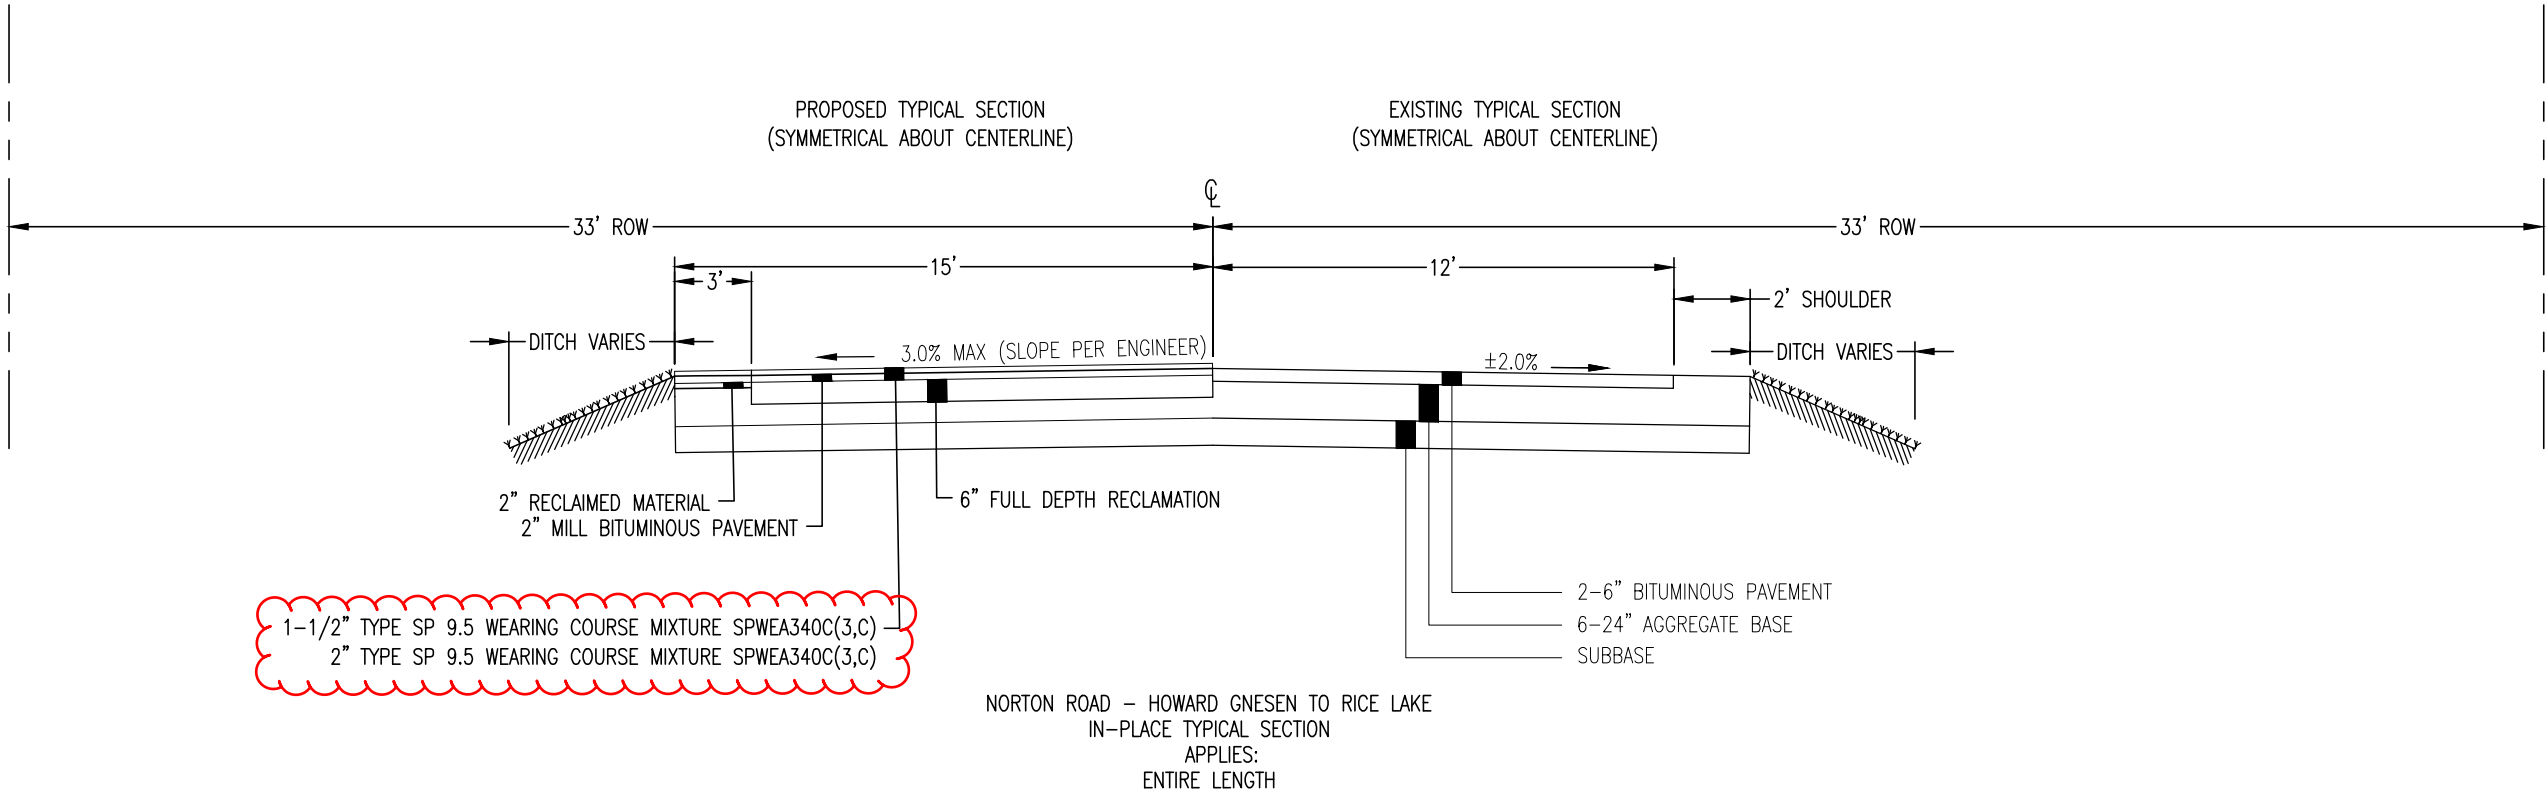 PROPOSED TYPICAL SECTION
(SYMMETRICAL ABOUT CENTERLINE)
EXISTING TYPICAL SECTION
(SYMMETRICAL ABOUT CENTERLINE)
℄
33' ROW
33' ROW
15'
12'
3'
2' SHOULDER
DITCH VARIES
3.0% MAX (SLOPE PER ENGINEER)
±2.0%
DITCH VARIES
2" RECLAIMED MATERIAL
2" MILL BITUMINOUS PAVEMENT
6" FULL DEPTH RECLAMATION
1-1/2" TYPE SP 9.5 WEARING COURSE MIXTURE SPWEA340C(3,C)
2" TYPE SP 9.5 WEARING COURSE MIXTURE SPWEA340C(3,C)
2-6" BITUMINOUS PAVEMENT
6-24" AGGREGATE BASE
SUBBASE
NORTON ROAD - HOWARD GNESEN TO RICE LAKE
IN-PLACE TYPICAL SECTION
APPLIES:
ENTIRE LENGTH